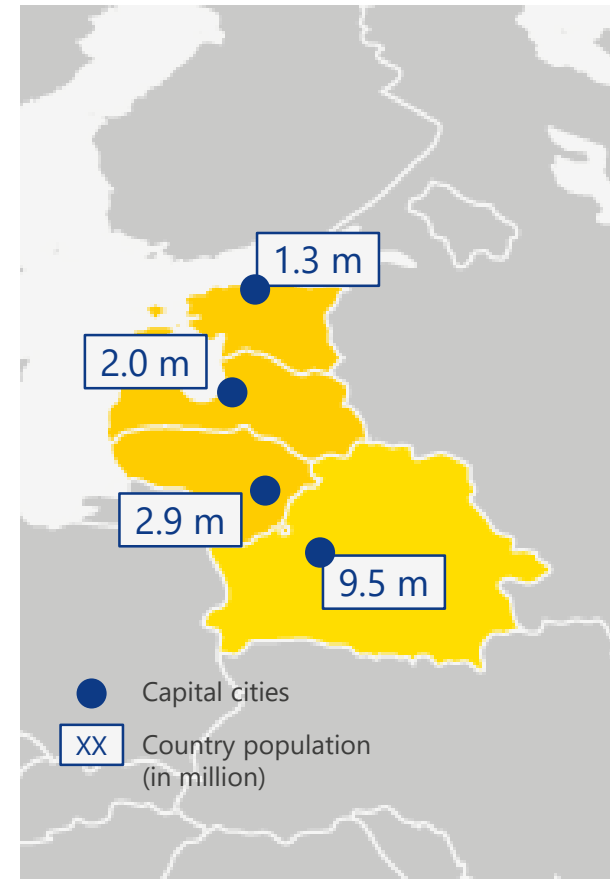 1.3 m
2.0 m
2.9 m
9.5 m
Capital cities
XX Country population
(in million)